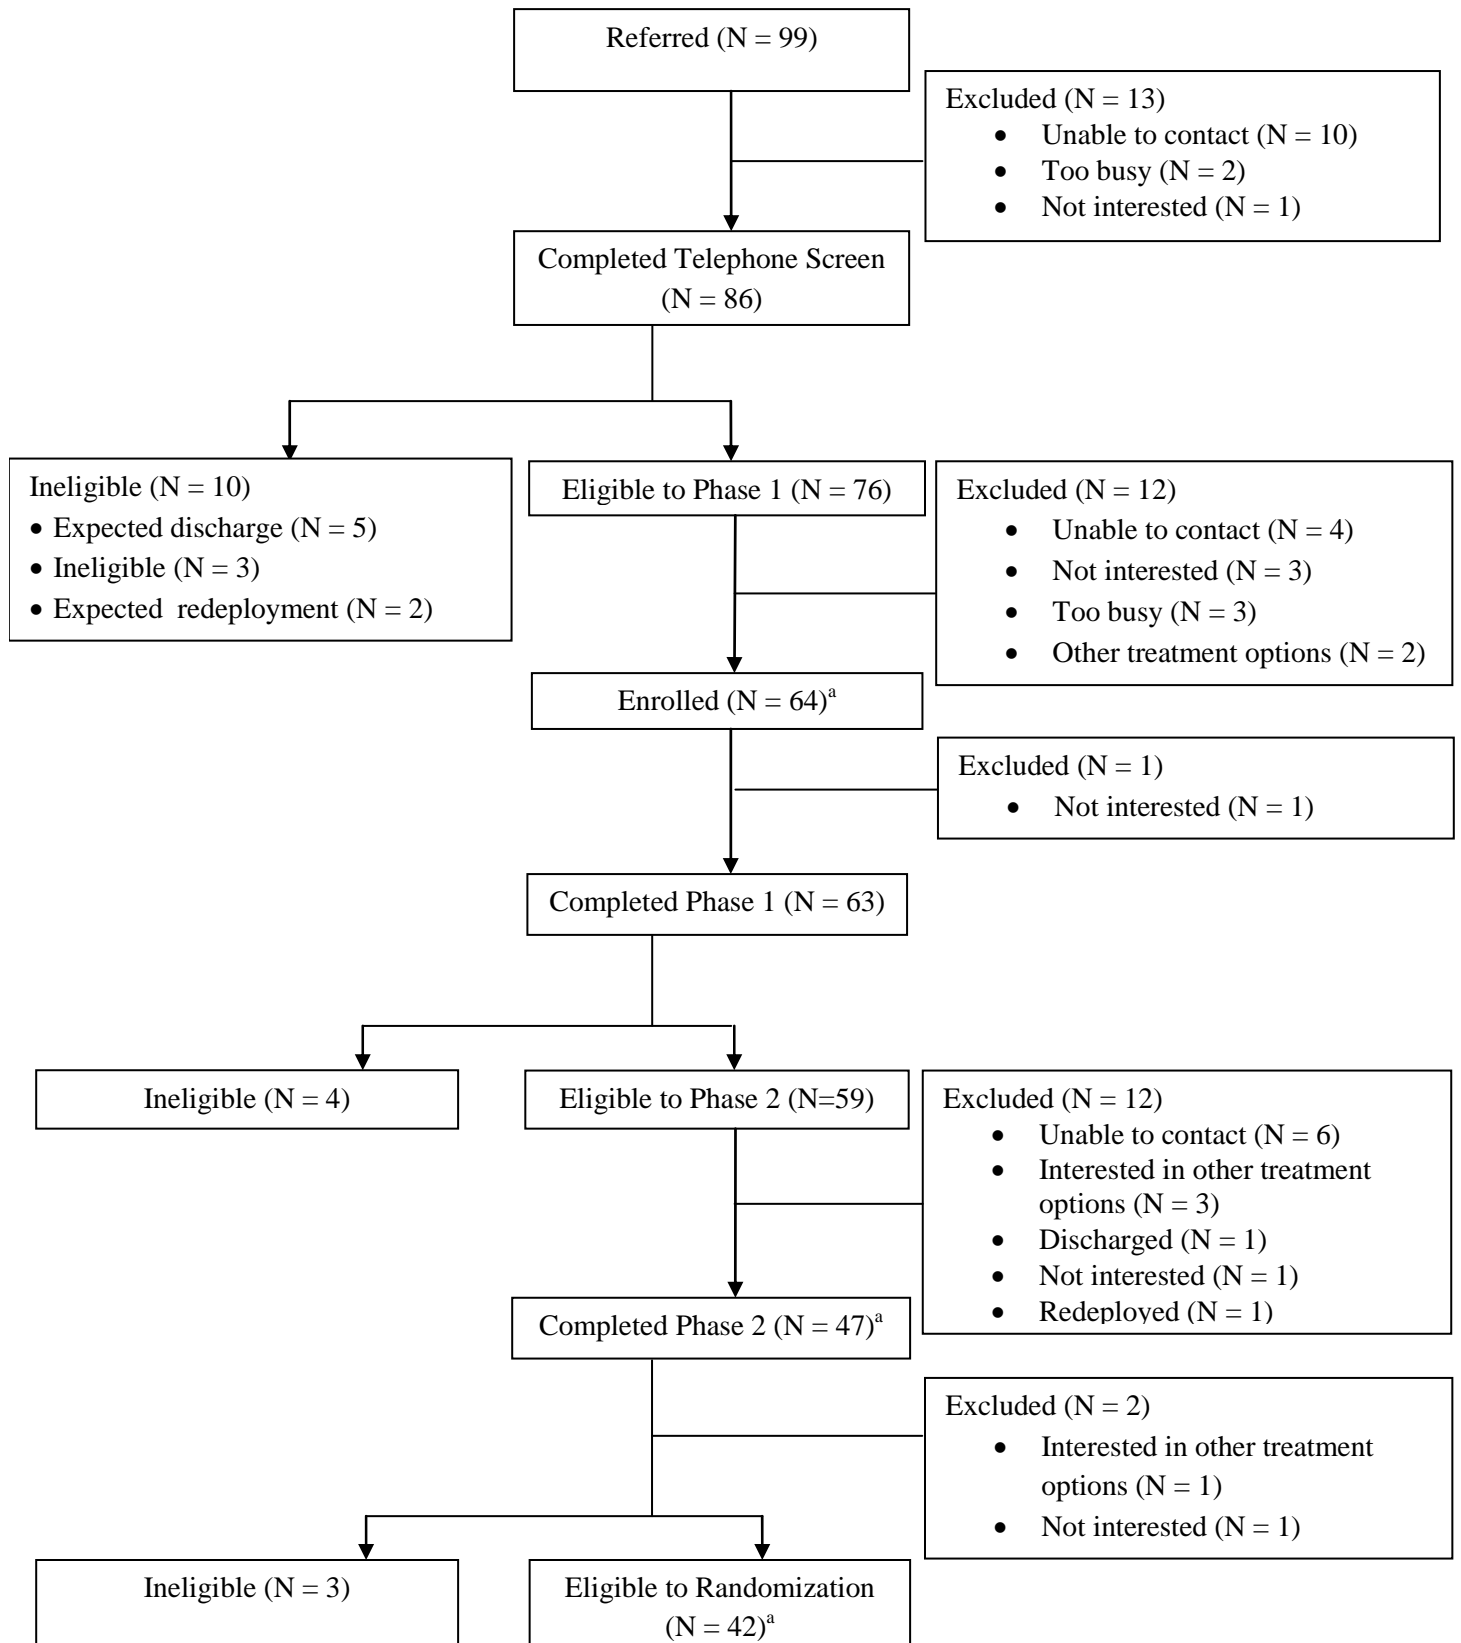 Referred (N = 99)
Excluded (N = 13)
• Unable to contact (N = 10)
• Too busy (N = 2)
• Not interested (N = 1)
Completed Telephone Screen
(N = 86)
Ineligible (N = 10)
• Expected discharge (N = 5)
• Ineligible (N = 3)
• Expected redeployment (N = 2)
Eligible to Phase 1 (N = 76)
Excluded (N = 12)
• Unable to contact (N = 4)
• Not interested (N = 3)
• Too busy (N = 3)
• Other treatment options (N = 2)
Enrolled (N = 64)ᵃ
Excluded (N = 1)
• Not interested (N = 1)
Completed Phase 1 (N = 63)
Ineligible (N = 4)
Eligible to Phase 2 (N=59)
Excluded (N = 12)
• Unable to contact (N = 6)
• Interested in other treatment
options (N = 3)
• Discharged (N = 1)
• Not interested (N = 1)
• Redeployed (N = 1)
Completed Phase 2 (N = 47)ᵃ
Excluded (N = 2)
• Interested in other treatment
options (N = 1)
• Not interested (N = 1)
Ineligible (N = 3)
Eligible to Randomization
(N = 42)ᵃ